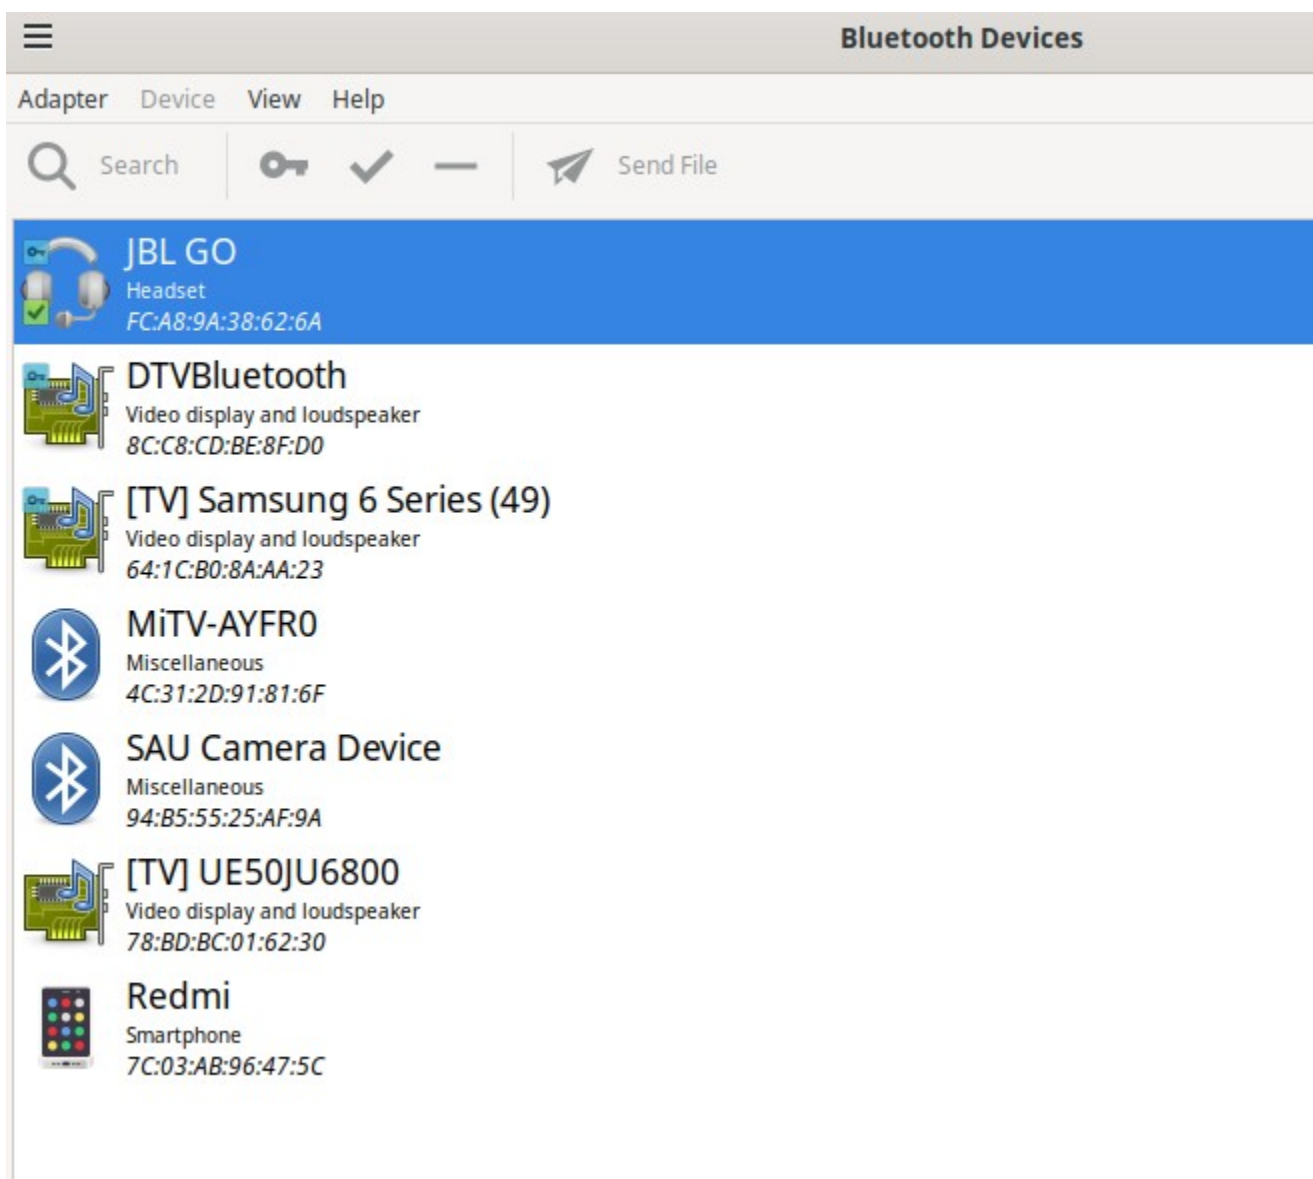 Bluetooth Devices
Adapter Device View Help
Search Send File
JBL GO
Headset
FC:A8:9A:38:62:6A
DTVBluetooth
Video display and loudspeaker
8C:C8:CD:BE:8F:D0
[TV] Samsung 6 Series (49)
Video display and loudspeaker
64:1C:B0:8A:AA:23
MiTV-AYFR0
Miscellaneous
4C:31:2D:91:81:6F
SAU Camera Device
Miscellaneous
94:B5:55:25:AF:9A
[TV] UE50JU6800
Video display and loudspeaker
78:BD:BC:01:62:30
Redmi
Smartphone
7C:03:AB:96:47:5C